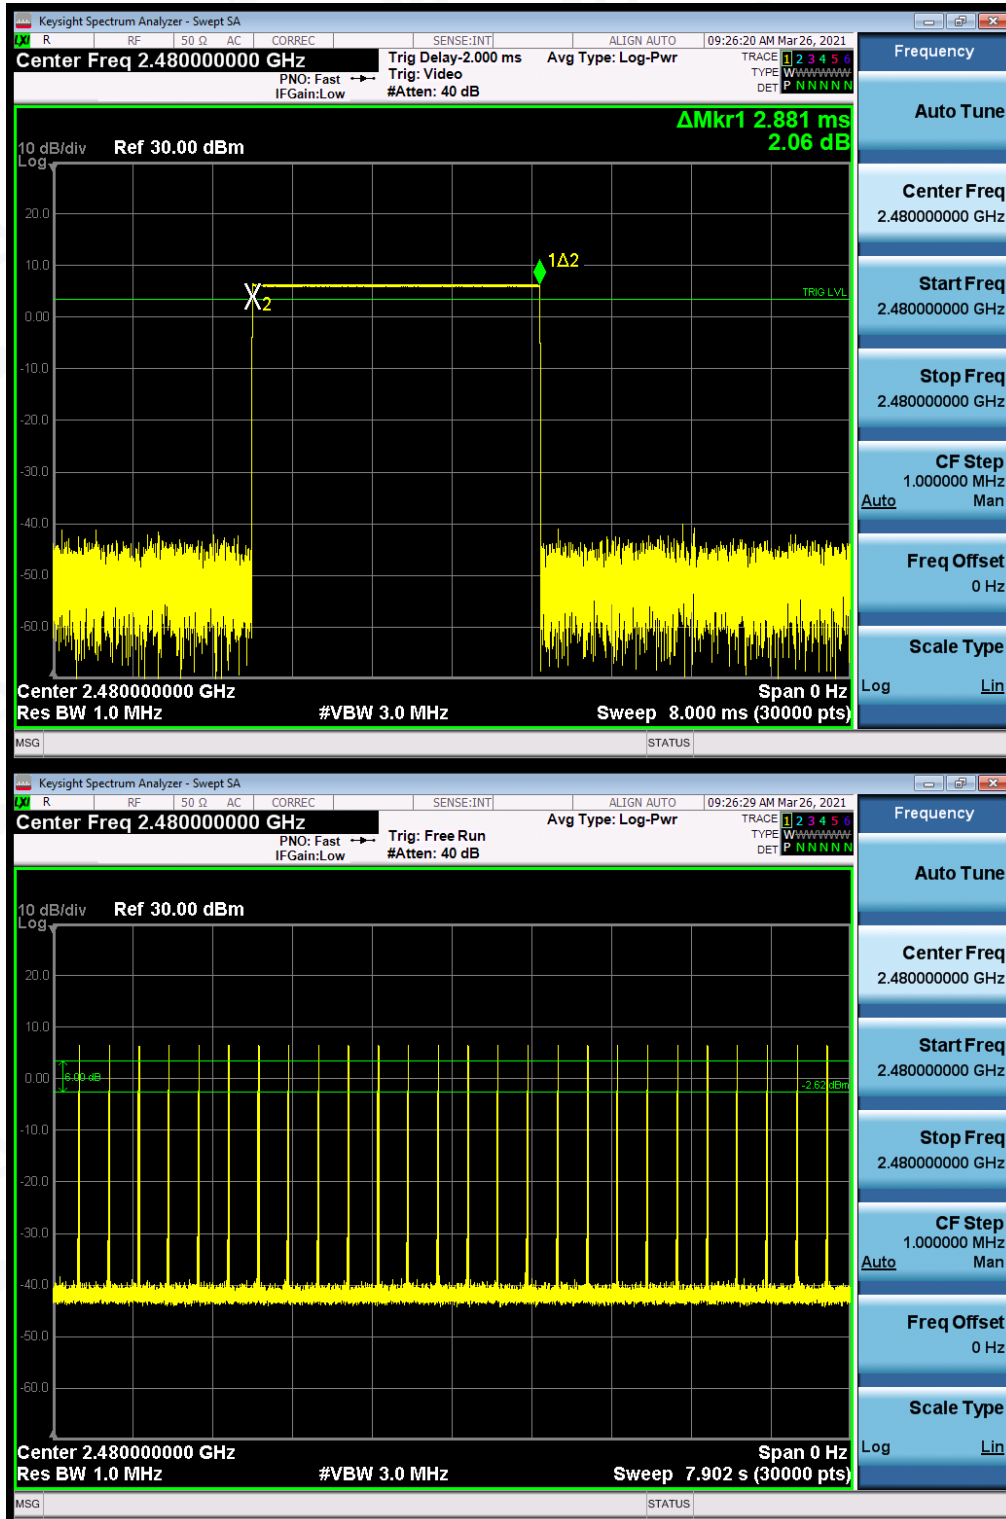 Keysight Spectrum Analyzer - Swept SA
LXI R RF 50 Ω AC CORREC SENSE:INT ALIGN AUTO 09:26:20 AM Mar 26, 2021
Center Freq 2.480000000 GHz
PNO: Fast
IFGain:Low
Trig Delay-2.000 ms
Trig: Video
#Atten: 40 dB
Avg Type: Log-Pwr
TRACE 1 2 3 4 5 6
TYPE W
DET P N N N N N
ΔMkr1 2.881 ms
2.06 dB
10 dB/div Ref 30.00 dBm
Log
20.0
1Δ2
10.0
TRIG LVL
2
0.00
-10.0
-20.0
-30.0
-40.0
-50.0
-60.0
Center 2.480000000 GHz Span 0 Hz
Res BW 1.0 MHz #VBW 3.0 MHz Sweep 8.000 ms (30000 pts)
MSG STATUS
Frequency
Auto Tune
Center Freq
2.480000000 GHz
Start Freq
2.480000000 GHz
Stop Freq
2.480000000 GHz
CF Step
1.000000 MHz
Auto Man
Freq Offset
0 Hz
Scale Type
Log Lin
Keysight Spectrum Analyzer - Swept SA
LXI R RF 50 Ω AC CORREC SENSE:INT ALIGN AUTO 09:26:29 AM Mar 26, 2021
Center Freq 2.480000000 GHz
PNO: Fast
IFGain:Low
Trig: Free Run
#Atten: 40 dB
Avg Type: Log-Pwr
TRACE 1 2 3 4 5 6
TYPE W
DET P N N N N N
10 dB/div Ref 30.00 dBm
Log
20.0
10.0
0.00
6.00 dB
-2.62 dBm
-10.0
-20.0
-30.0
-40.0
-50.0
-60.0
Center 2.480000000 GHz Span 0 Hz
Res BW 1.0 MHz #VBW 3.0 MHz Sweep 7.902 s (30000 pts)
MSG STATUS
Frequency
Auto Tune
Center Freq
2.480000000 GHz
Start Freq
2.480000000 GHz
Stop Freq
2.480000000 GHz
CF Step
1.000000 MHz
Auto Man
Freq Offset
0 Hz
Scale Type
Log Lin